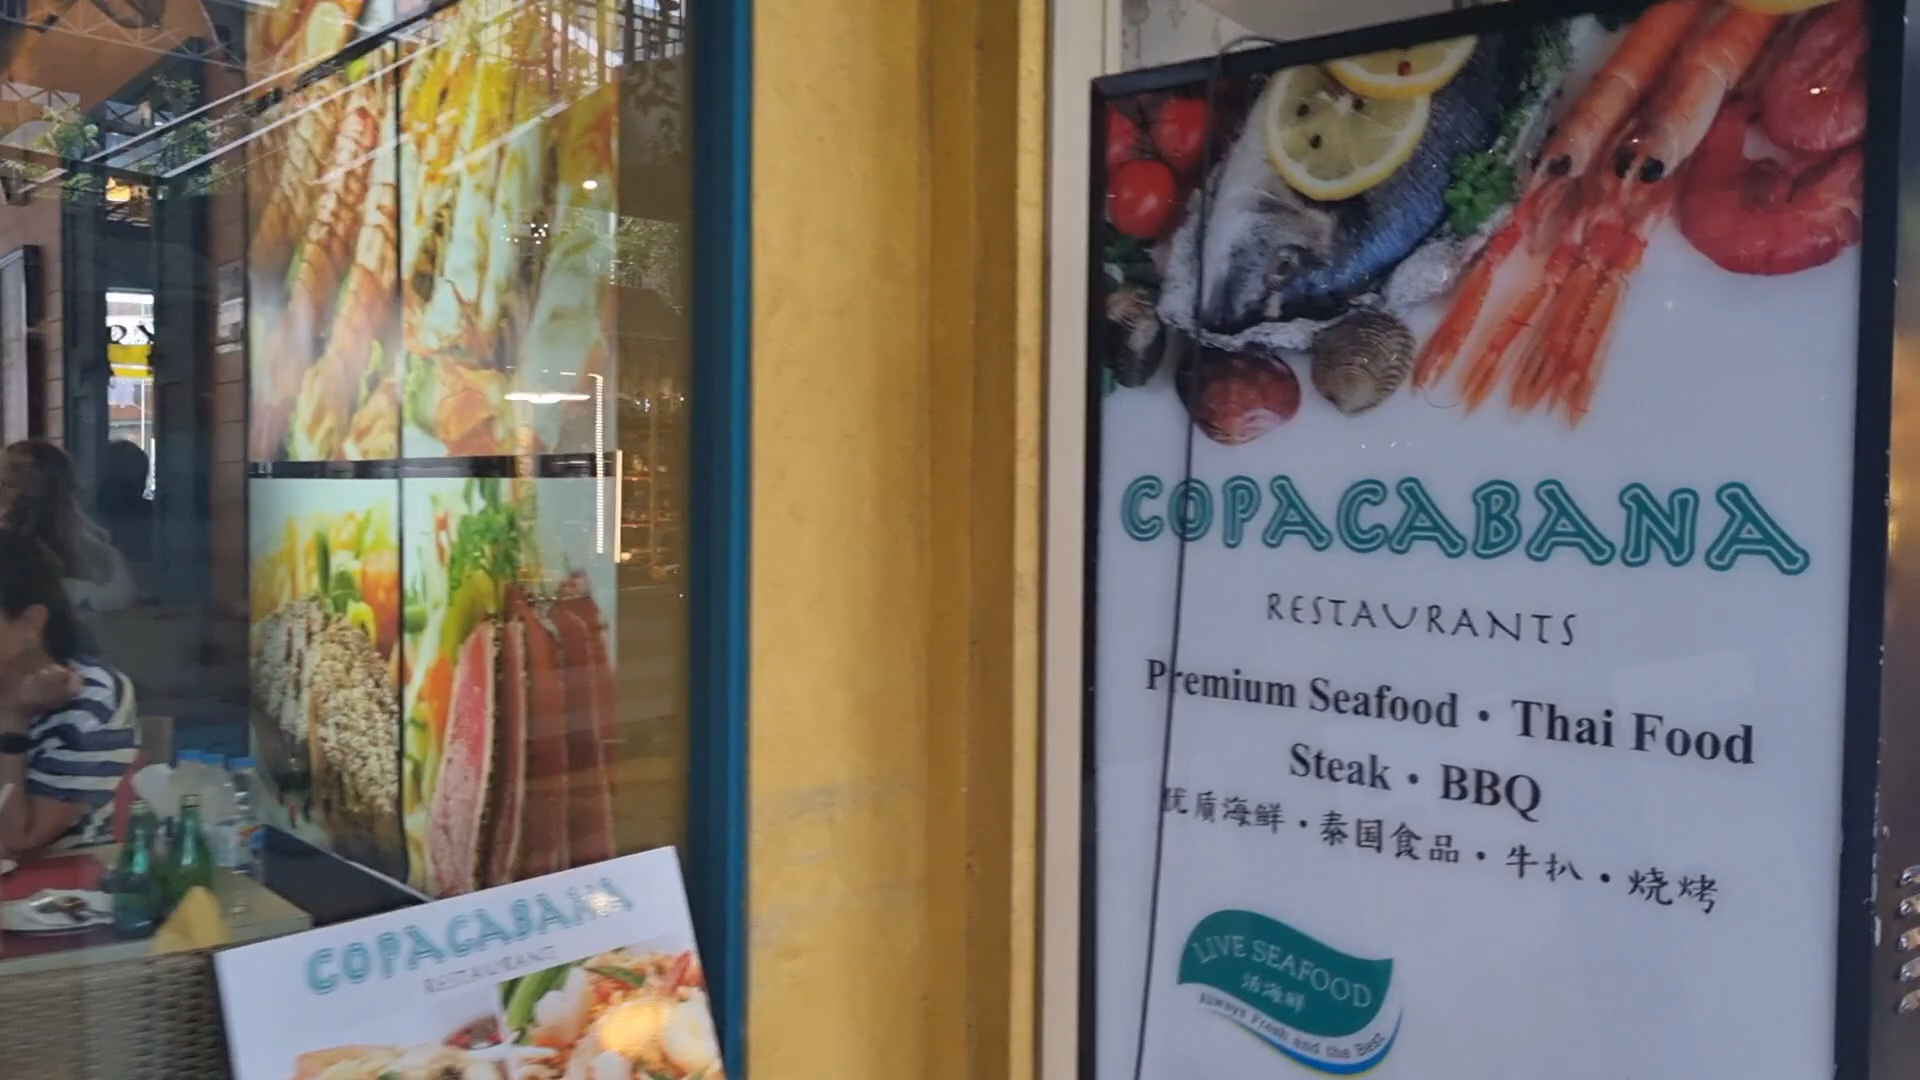 COPACABANA
RESTAURANTS
Premium Seafood • Thai Food
Steak • BBQ
优质海鲜 • 泰国食品 • 牛扒 • 烧烤
LIVE SEAFOOD
活海鲜
Always Fresh and the Best
COPACABANA
RESTAURANT